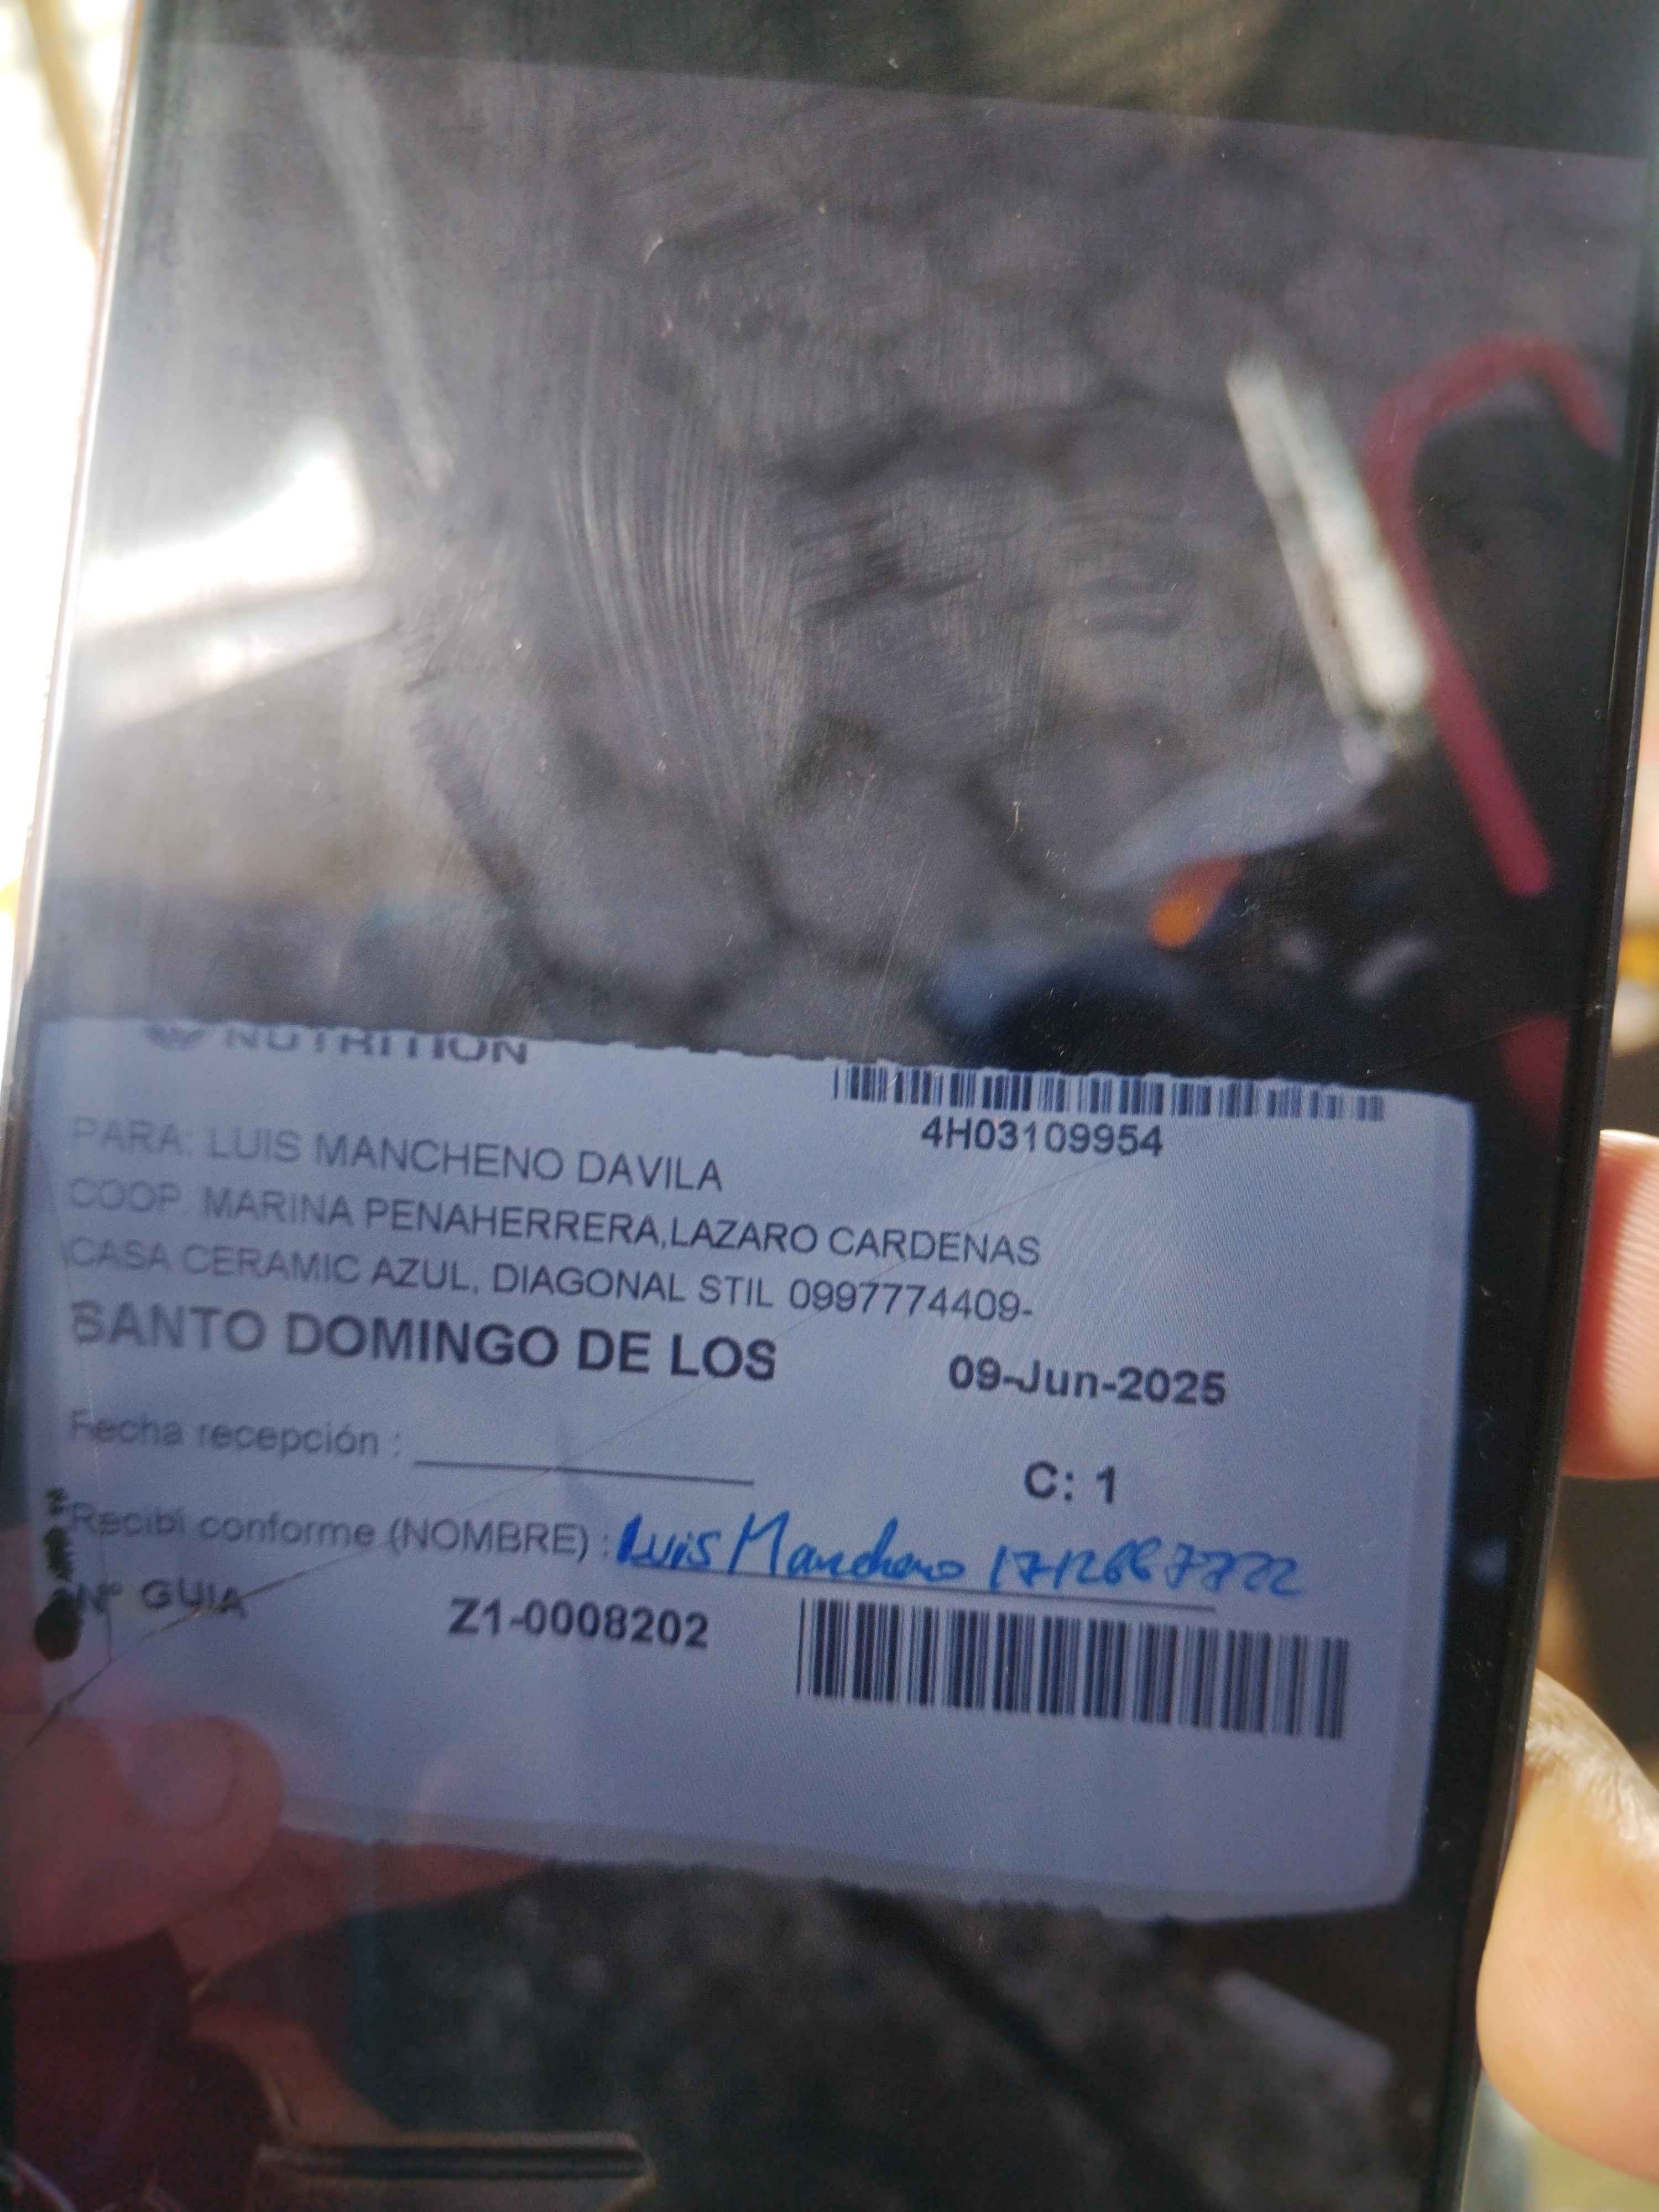 NUTRITION
4H03109954
PARA: LUIS MANCHENO DAVILA
COOP. MARINA PENAHERRERA,LAZARO CARDENAS
CASA CERAMIC AZUL, DIAGONAL STIL 0997774409-
SANTO DOMINGO DE LOS
09-Jun-2025
Fecha recepción :
C: 1
Recibi conforme (NOMBRE) : Luis Mancheno
Nº GUIA
Z1-0008202